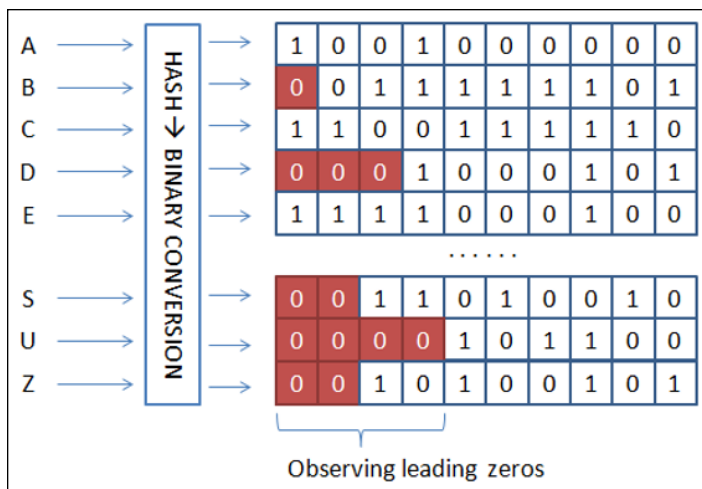 A 1 0 0 1 0 0 0 0 0 0
B 0 0 1 1 1 1 1 1 0 1
C 1 1 0 0 1 1 1 1 1 0
D 0 0 0 1 0 0 0 1 0 1
E 1 1 1 1 0 0 0 1 0 0
HASH → BINARY CONVERSION
......
S 0 0 1 1 0 1 0 0 1 0
U 0 0 0 0 1 0 1 1 0 0
Z 0 0 1 0 1 0 0 1 0 1
Observing leading zeros